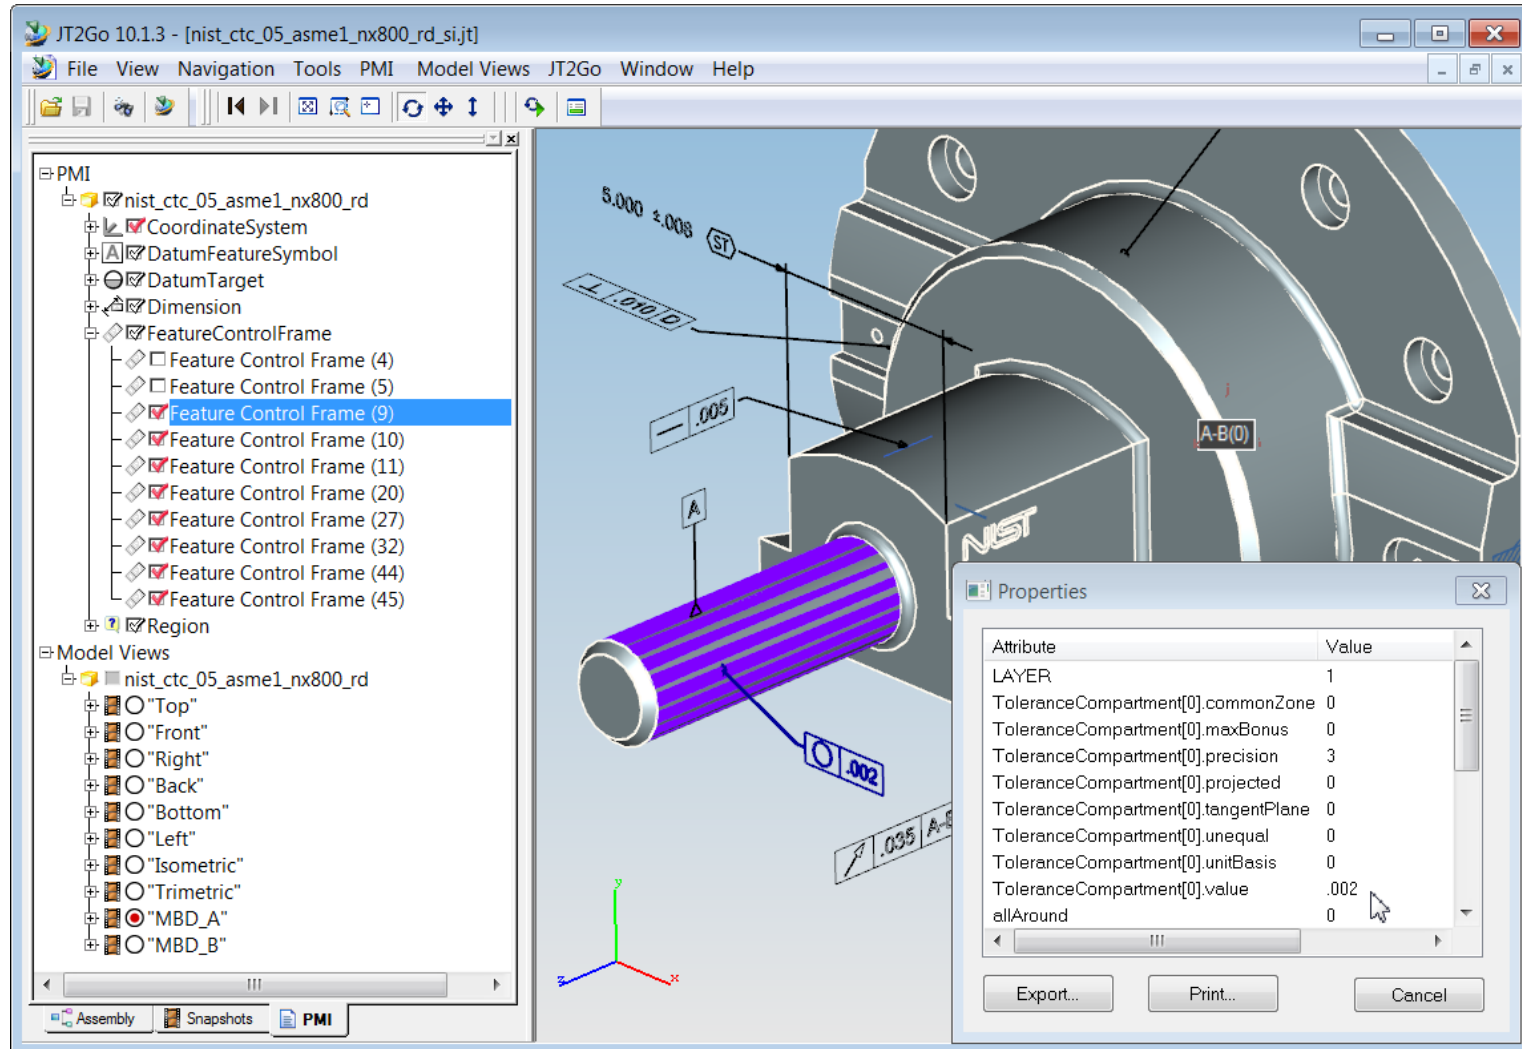 JT2Go 10.1.3 - [nist_ctc_05_asme1_nx800_rd_si.jt]
File View Navigation Tools PMI Model Views JT2Go Window Help
PMI
nist_ctc_05_asme1_nx800_rd
CoordinateSystem
A DatumFeatureSymbol
DatumTarget
Dimension
FeatureControlFrame
Feature Control Frame (4)
Feature Control Frame (5)
Feature Control Frame (9)
Feature Control Frame (10)
Feature Control Frame (11)
Feature Control Frame (20)
Feature Control Frame (27)
Feature Control Frame (32)
Feature Control Frame (44)
Feature Control Frame (45)
Region
Model Views
nist_ctc_05_asme1_nx800_rd
"Top"
"Front"
"Right"
"Back"
"Bottom"
"Left"
"Isometric"
"Trimetric"
"MBD_A"
"MBD_B"
Assembly Snapshots PMI
5.000 ±.008 ST
⊥ .010 D
— .005
A
A-B(0)
j
NIST
○ .002
↗ .035 A-B
y
z
x
Properties
Attribute Value
LAYER 1
ToleranceCompartment[0].commonZone 0
ToleranceCompartment[0].maxBonus 0
ToleranceCompartment[0].precision 3
ToleranceCompartment[0].projected 0
ToleranceCompartment[0].tangentPlane 0
ToleranceCompartment[0].unequal 0
ToleranceCompartment[0].unitBasis 0
ToleranceCompartment[0].value .002
allAround 0
Export... Print... Cancel